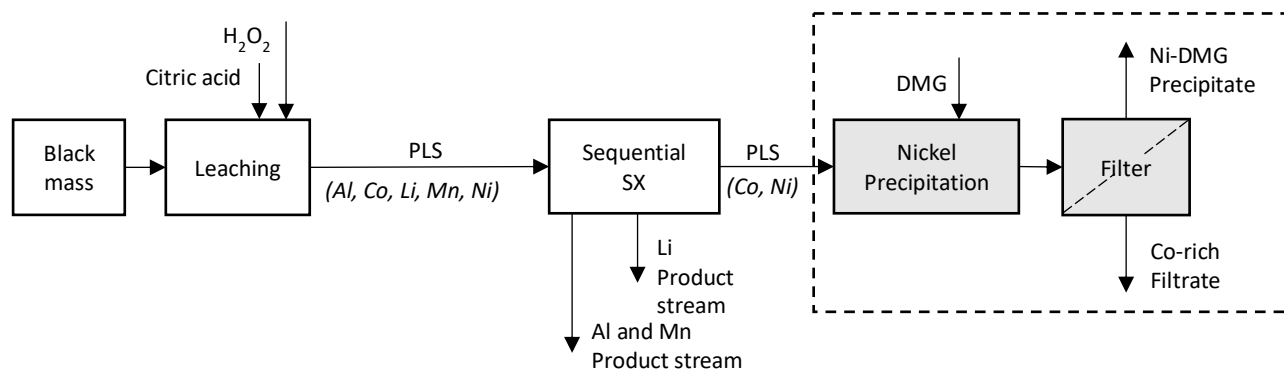 H₂O₂
Citric acid
Black
mass
Leaching
PLS
(Al, Co, Li, Mn, Ni)
Sequential
SX
Li
Product
stream
Al and Mn
Product stream
PLS
(Co, Ni)
DMG
Nickel
Precipitation
Filter
Ni-DMG
Precipitate
Co-rich
Filtrate